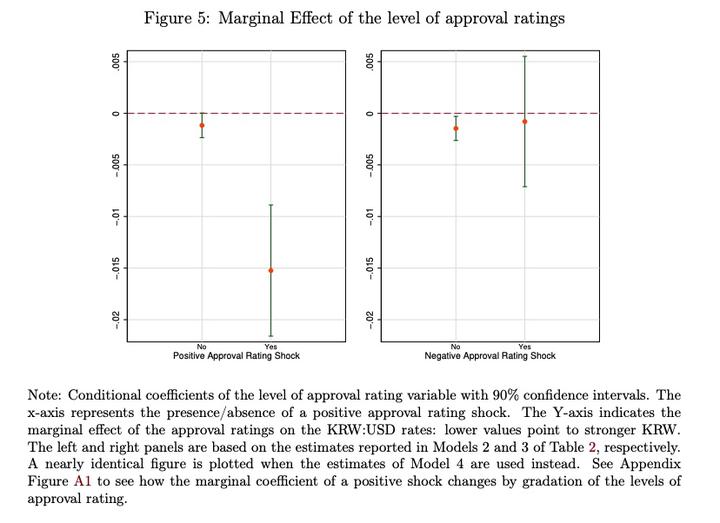 Figure 5: Marginal Effect of the level of approval ratings
.005
0
-.005
-.01
-.015
-.02
No
Yes
Positive Approval Rating Shock
.005
0
-.005
-.01
-.015
-.02
No
Yes
Negative Approval Rating Shock
Note: Conditional coefficients of the level of approval rating variable with 90% confidence intervals. The
x-axis represents the presence/absence of a positive approval rating shock. The Y-axis indicates the
marginal effect of the approval ratings on the KRW:USD rates: lower values point to stronger KRW.
The left and right panels are based on the estimates reported in Models 2 and 3 of Table 2, respectively.
A nearly identical figure is plotted when the estimates of Model 4 are used instead. See Appendix
Figure A1 to see how the marginal coefficient of a positive shock changes by gradation of the levels of
approval rating.